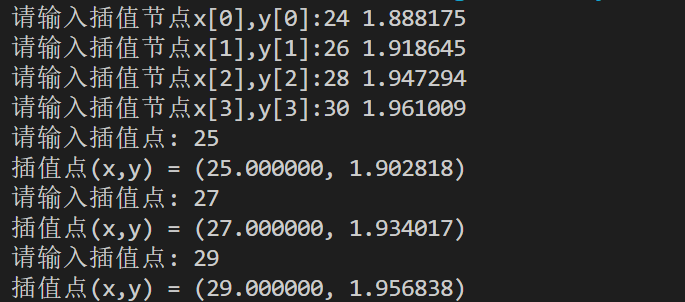 请输入插值节点x[0],y[0]:24 1.888175
请输入插值节点x[1],y[1]:26 1.918645
请输入插值节点x[2],y[2]:28 1.947294
请输入插值节点x[3],y[3]:30 1.961009
请输入插值点: 25
插值点(x,y) = (25.000000, 1.902818)
请输入插值点: 27
插值点(x,y) = (27.000000, 1.934017)
请输入插值点: 29
插值点(x,y) = (29.000000, 1.956838)